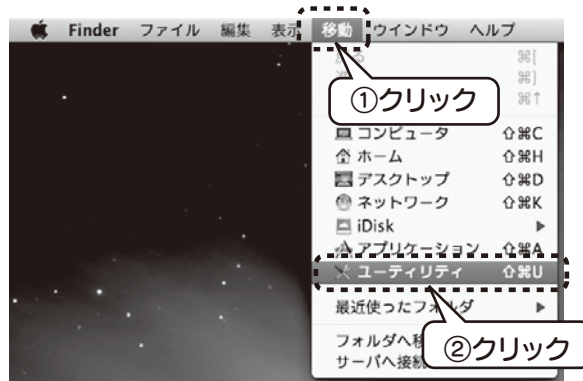 Finder ファイル 編集 表示 移動 ウインドウ ヘルプ
⌘[
⌘]
⌘↑
①クリック
コンピュータ ⇧⌘C
ホーム ⇧⌘H
デスクトップ ⇧⌘D
ネットワーク ⇧⌘K
iDisk ▶
アプリケーション ⇧⌘A
ユーティリティ ⇧⌘U
最近使ったフォルダ ▶
フォルダへ
サーバへ接続
②クリック